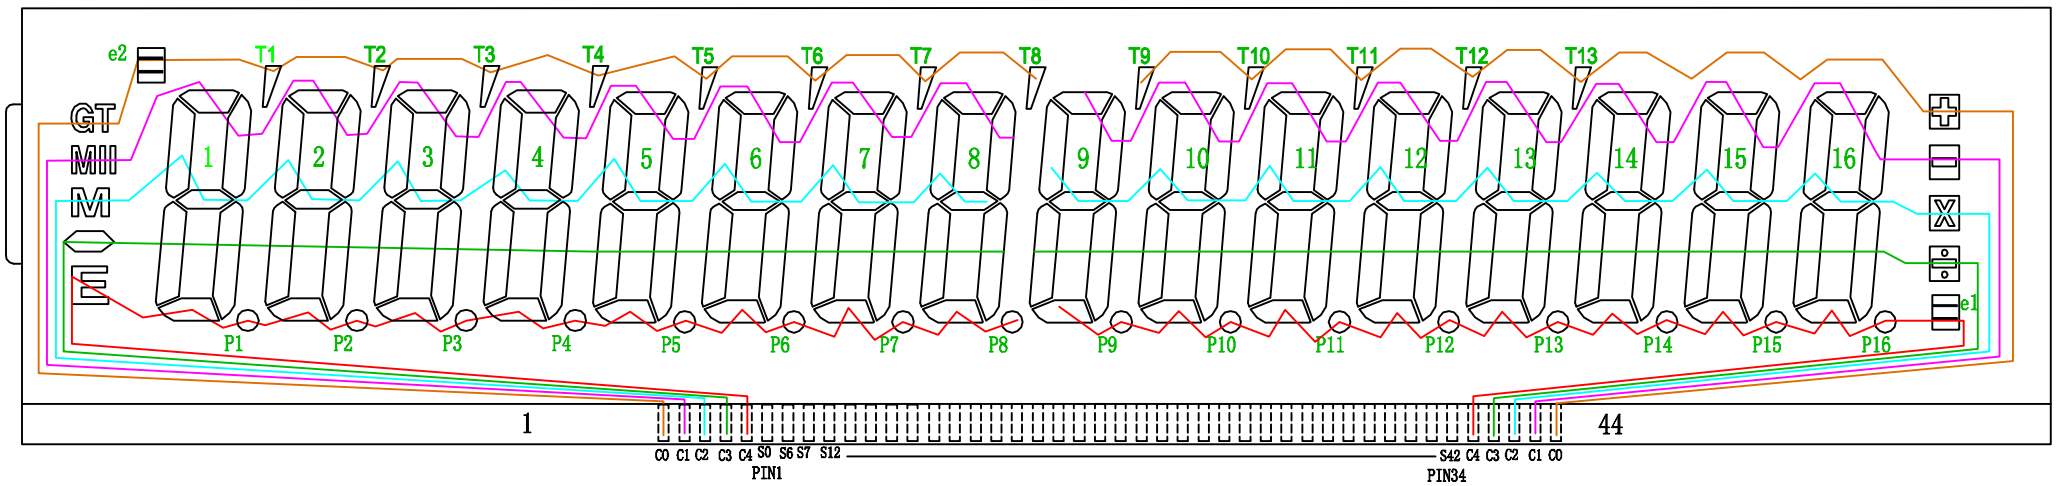 e2 T1 T2 T3 T4 T5 T6 T7 T8 T9 T10 T11 T12 T13
GT
MII
M
E
1 2 3 4 5 6 7 8 9 10 11 12 13 14 15 16
+
−
X
÷
e1
P1 P2 P3 P4 P5 P6 P7 P8 P9 P10 P11 P12 P13 P14 P15 P16
1 44
C0 C1 C2 C3 C4 S0 S6 S7 S12 S42 C4 C3 C2 C1 C0
PIN1 PIN34